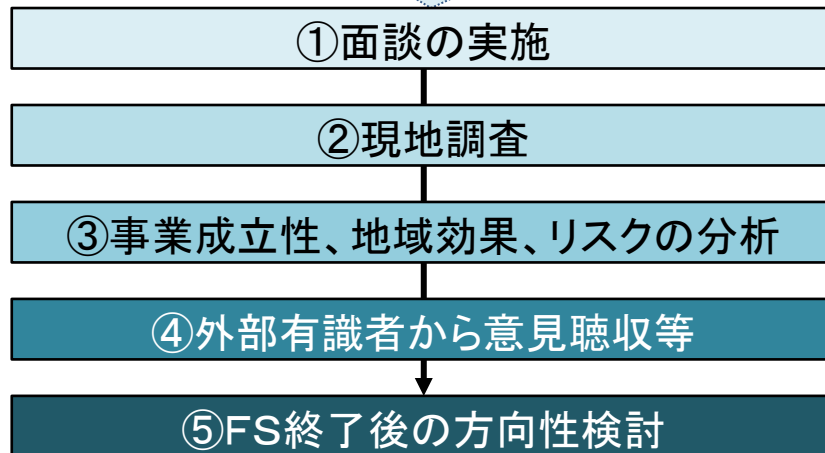 ①面談の実施
②現地調査
③事業成立性、地域効果、リスクの分析
④外部有識者から意見聴収等
⑤FS終了後の方向性検討